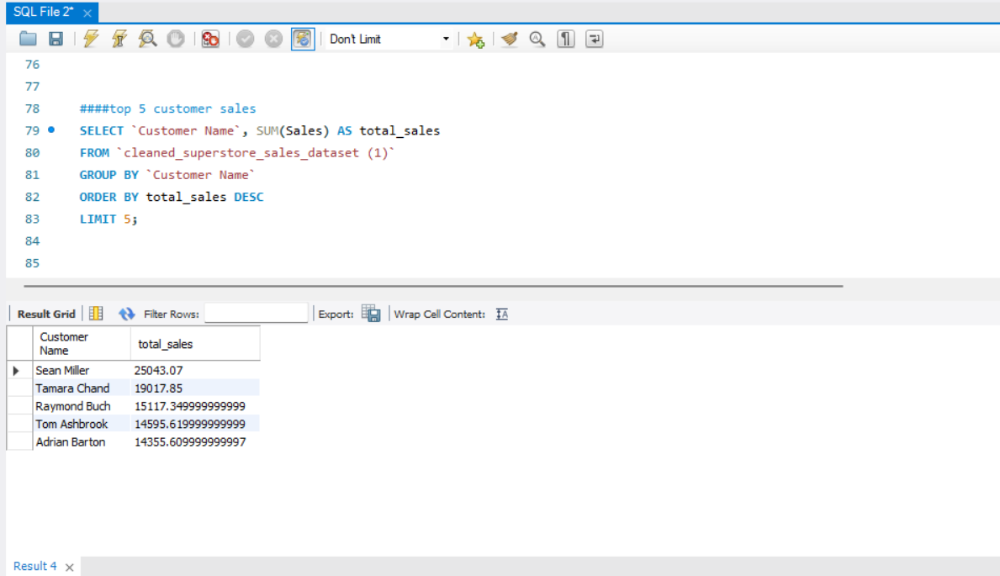 SQL File 2*
Don't Limit
76
77
78 ####top 5 customer sales
79 SELECT `Customer Name`, SUM(Sales) AS total_sales
80 FROM `cleaned_superstore_sales_dataset (1)`
81 GROUP BY `Customer Name`
82 ORDER BY total_sales DESC
83 LIMIT 5;
84
85
Result Grid Filter Rows: Export: Wrap Cell Content:
Customer
Name total_sales
Sean Miller 25043.07
Tamara Chand 19017.85
Raymond Buch 15117.349999999999
Tom Ashbrook 14595.619999999999
Adrian Barton 14355.609999999997
Result 4